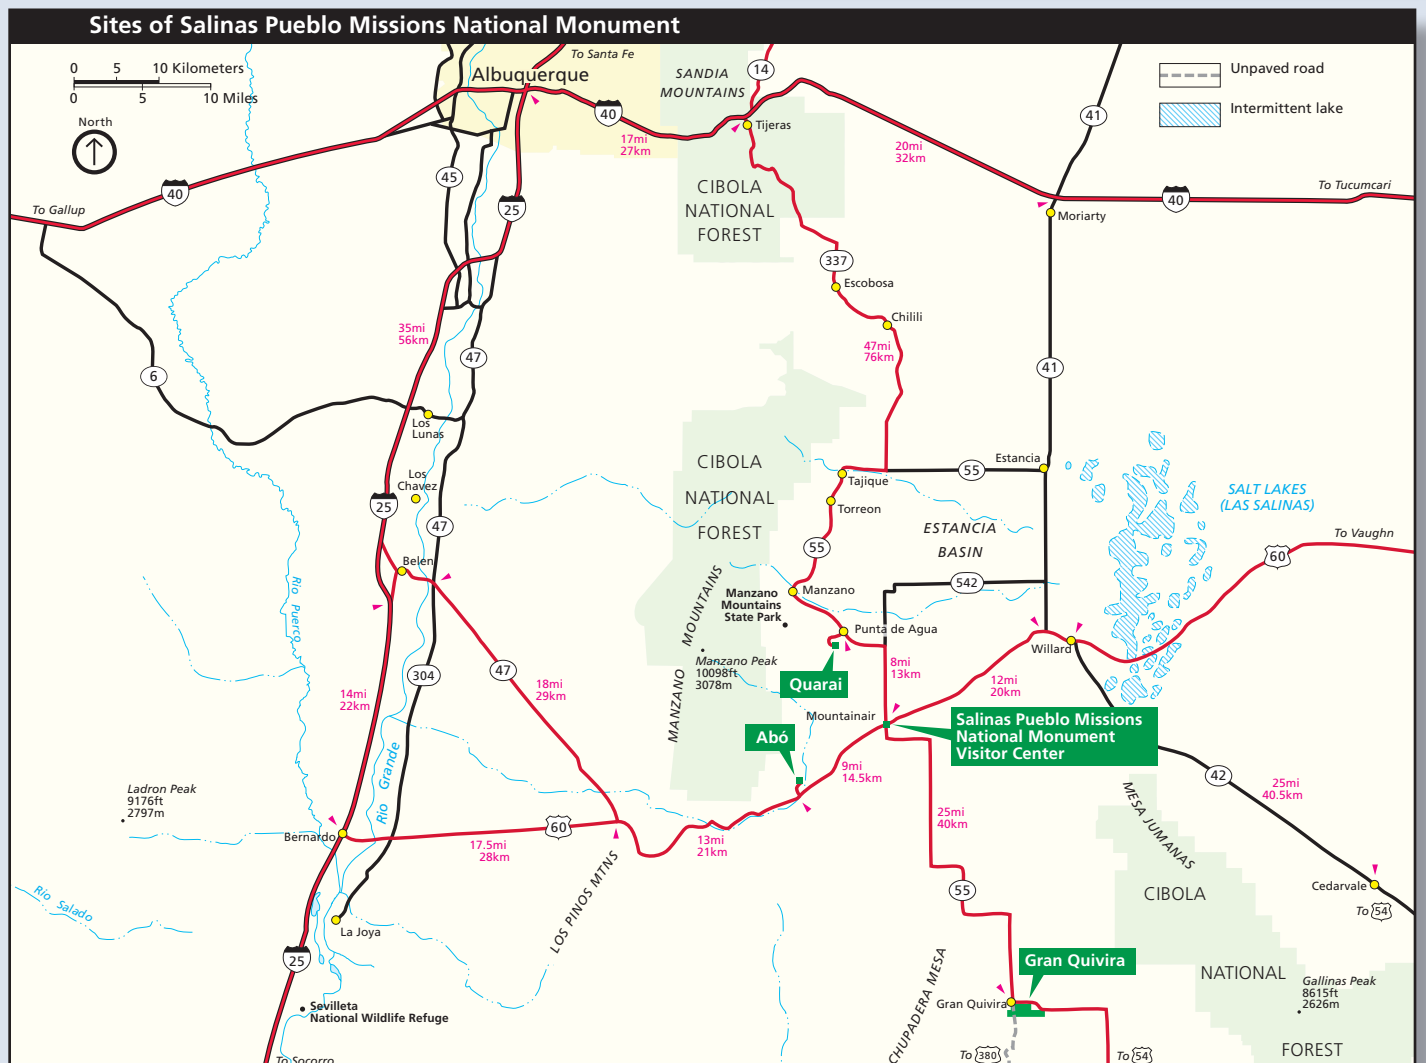 Sites of Salinas Pueblo Missions National Monument
0 5 10 Kilometers
0 5 10 Miles
North
To Santa Fe
Albuquerque
SANDIA
MOUNTAINS
14
41
Unpaved road
Intermittent lake
40
Tijeras
17mi
27km
20mi
32km
45
40
25
To Gallup
CIBOLA
NATIONAL
FOREST
To Tucumcari
40
Moriarty
337
Escobosa
Chilili
35mi
56km
47mi
76km
47
6
41
Los
Lunas
CIBOLA
NATIONAL
FOREST
Los
Chavez
25
47
Tajique
Torreon
55
Estancia
SALT LAKES
(LAS SALINAS)
ESTANCIA
BASIN
To Vaughn
60
55
542
Belen
Manzano
Manzano
Mountains
State Park
Punta de Agua
Willard
Rio Puerco
MANZANO MOUNTAINS
Manzano Peak
10098ft
3078m
Quarai
8mi
13km
12mi
20km
304
47
18mi
29km
14mi
22km
Mountainair
Salinas Pueblo Missions
National Monument
Visitor Center
Abó
9mi
14.5km
42
25mi
40.5km
Rio Grande
Ladron Peak
9176ft
2797m
Bernardo
60
17.5mi
28km
13mi
21km
25mi
40km
MESA JUMANAS
LOS PINOS MTNS
Rio Salado
La Joya
55
CIBOLA
NATIONAL
FOREST
Cedarvale
To 54
25
Gran Quivira
Gran Quivira
CHUPADERA MESA
Gallinas Peak
8615ft
2626m
Sevilleta
National Wildlife Refuge
To Socorro
To 380
To 54